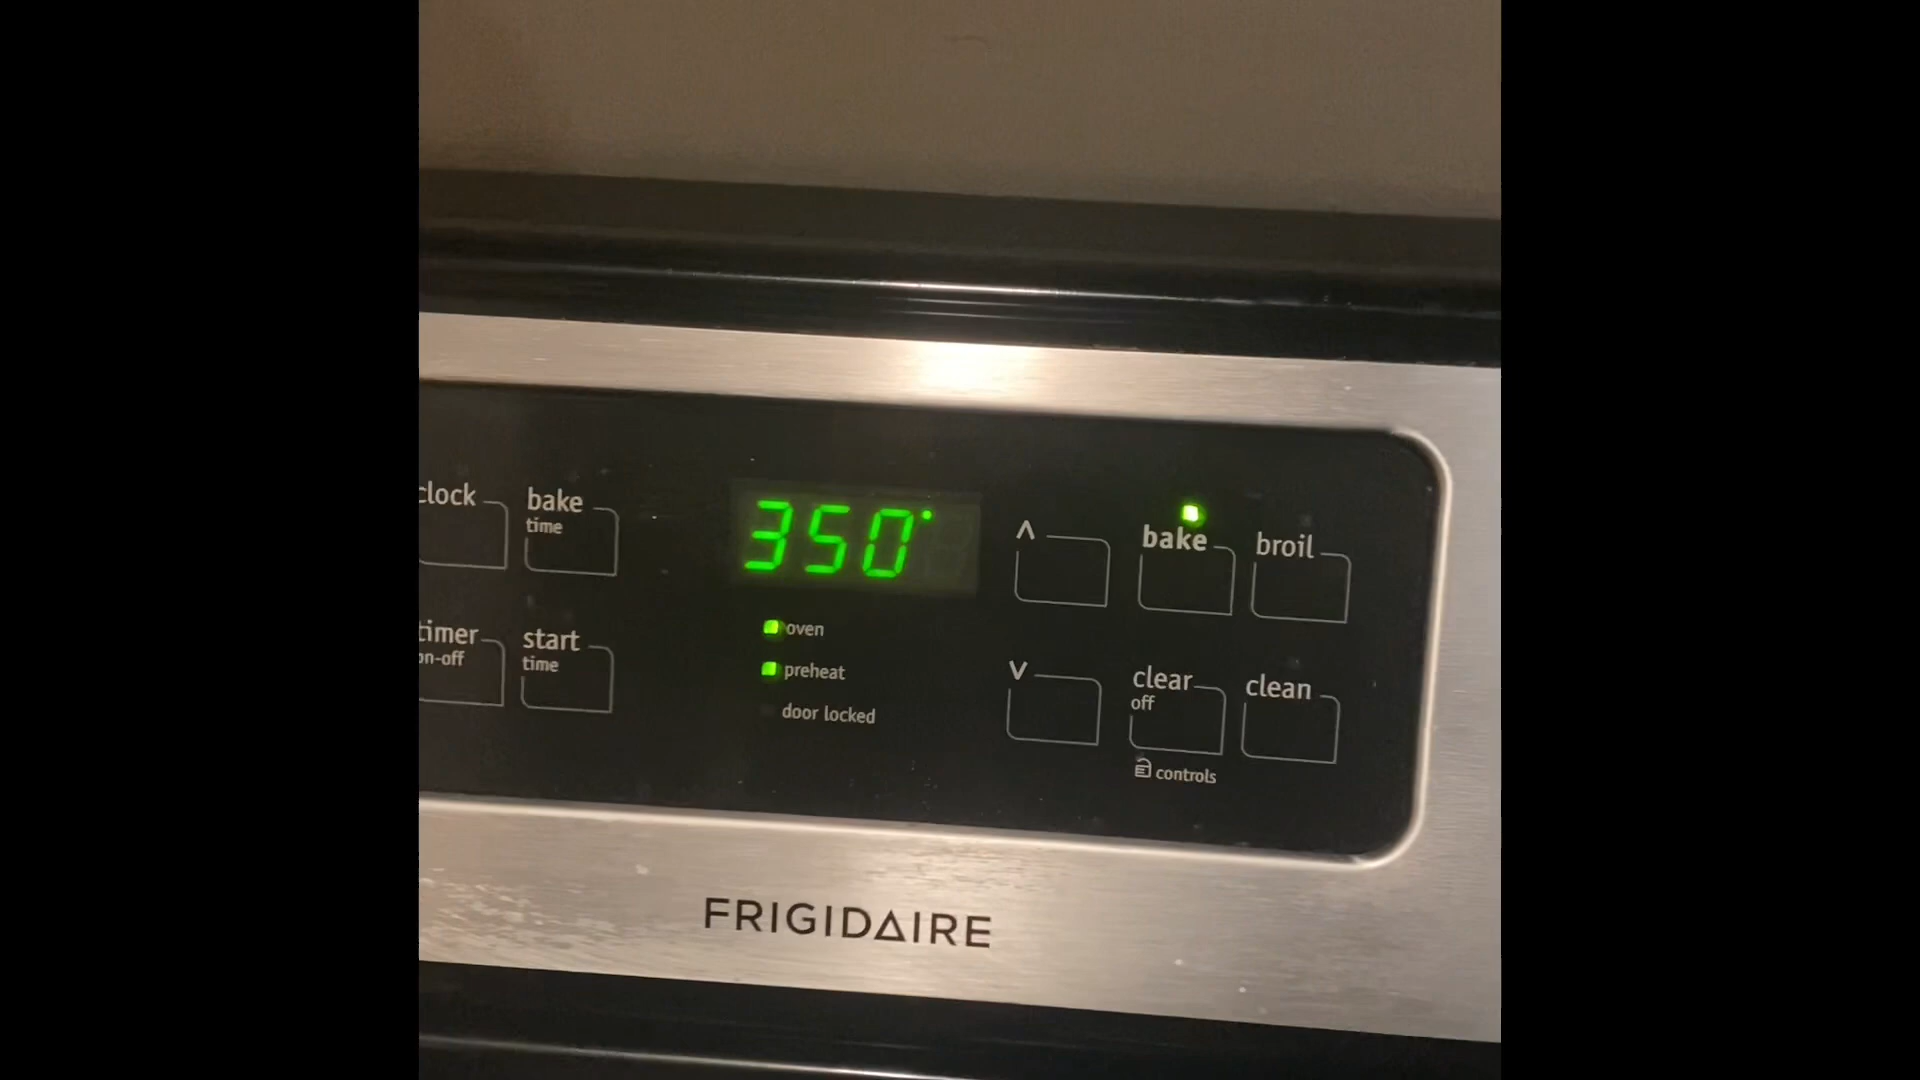 clock
bake
time
350°
bake
broil
timer
on-off
start
time
oven
preheat
door locked
clear
off
clean
controls
FRIGIDAIRE